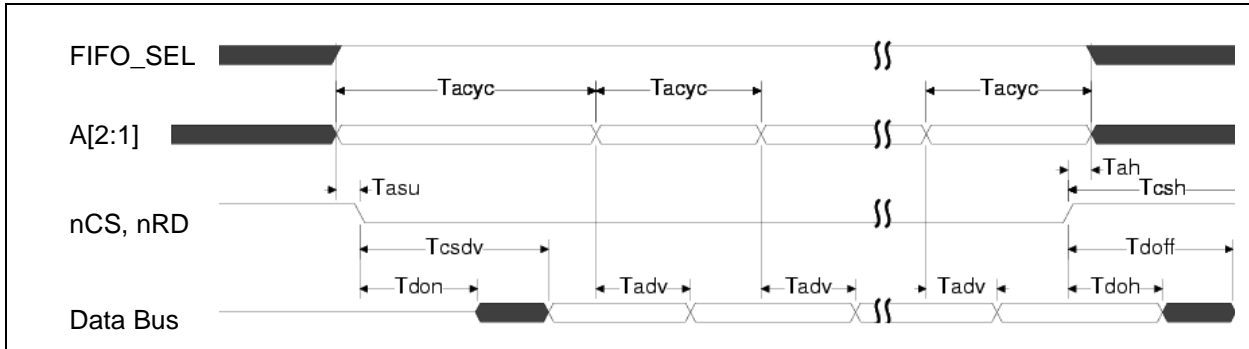 FIFO_SEL
Tacyc Tacyc Tacyc
A[2:1]
Tah
Tasu Tcsh
nCS, nRD
Tcsdv Tdoff
Tdon Tadv Tadv Tadv Tdoh
Data Bus